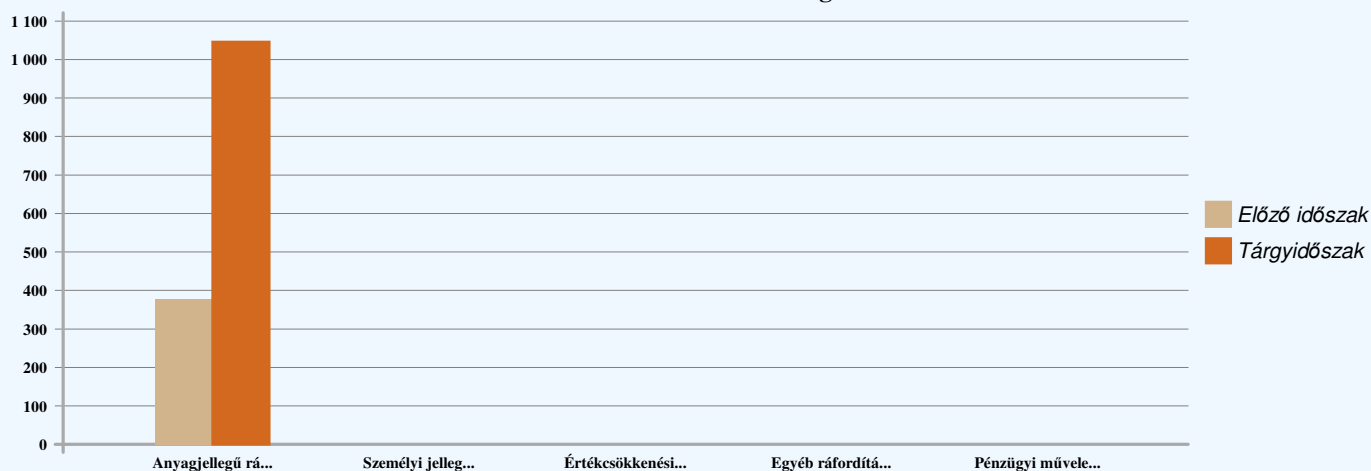 1 100
1 000
900
800
700
600
500
400
300
200
100
0
Anyagjellegű rá...
Személyi jelleg...
Értékcsökkenési...
Egyéb ráfordítá...
Pénzügyi művele...
Előző időszak
Tárgyidőszak